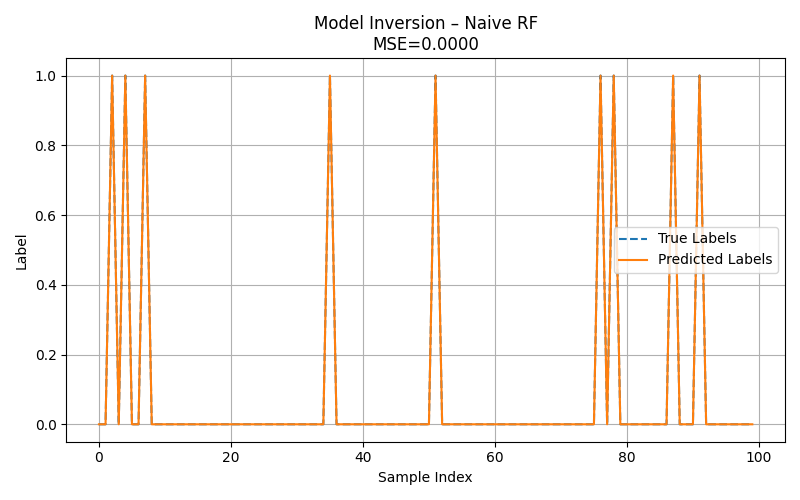 Model Inversion – Naive RF
MSE=0.0000
1.0
0.8
0.6
0.4
0.2
0.0
Label
True Labels
Predicted Labels
0
20
40
60
80
100
Sample Index